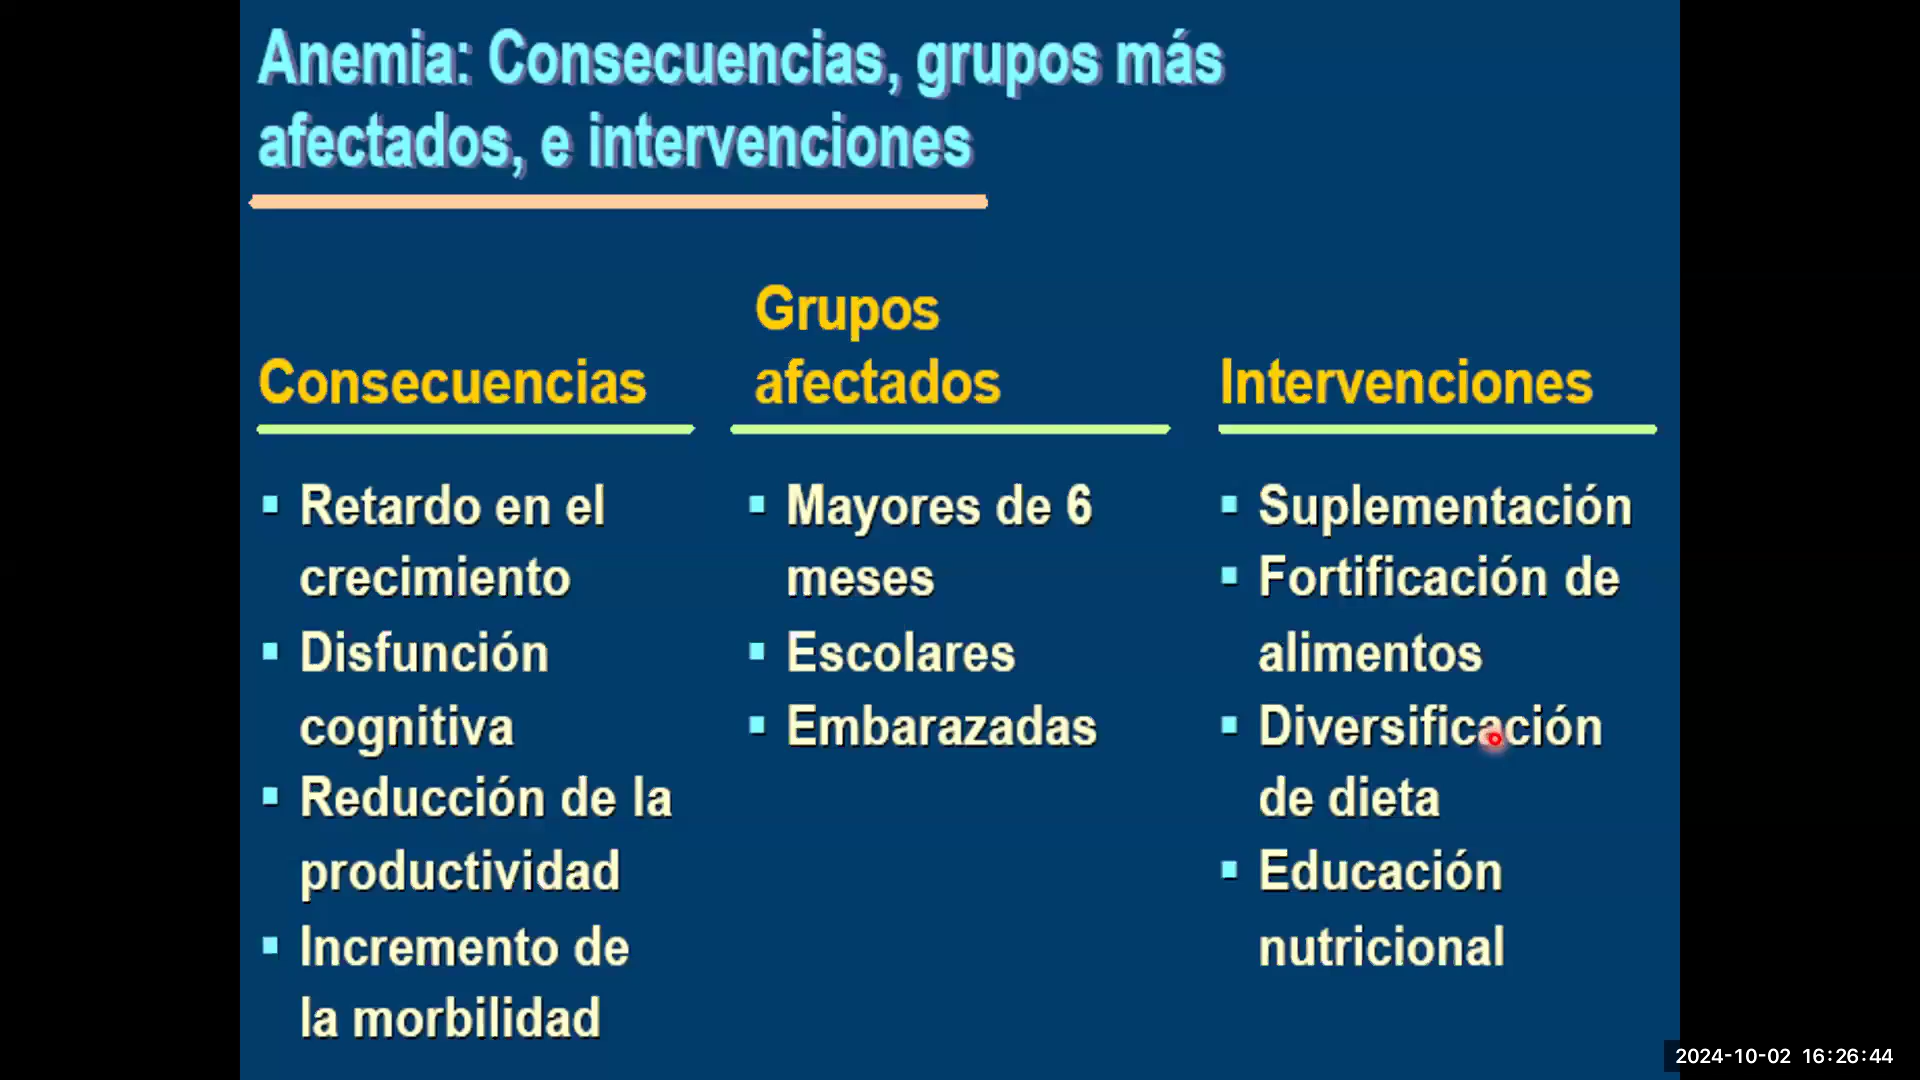 Anemia: Consecuencias, grupos más
afectados, e intervenciones
Consecuencias
Retardo en el
crecimiento
Disfunción
cognitiva
Reducción de la
productividad
Incremento de
la morbilidad
Grupos
afectados
Mayores de 6
meses
Escolares
Embarazadas
Intervenciones
Suplementación
Fortificación de
alimentos
Diversificación
de dieta
Educación
nutricional
2024-10-02 16:26:44